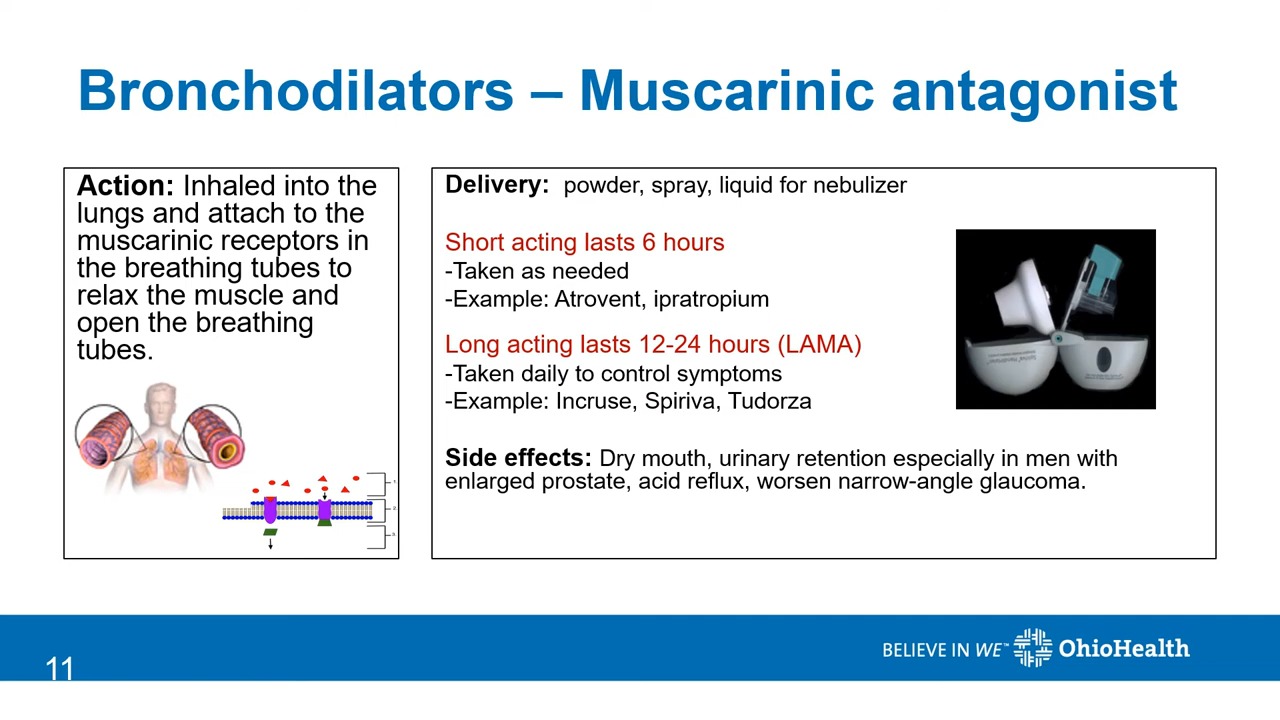 Bronchodilators – Muscarinic antagonist
Action: Inhaled into the
lungs and attach to the
muscarinic receptors in
the breathing tubes to
relax the muscle and
open the breathing
tubes.
Delivery: powder, spray, liquid for nebulizer
Short acting lasts 6 hours
-Taken as needed
-Example: Atrovent, ipratropium
Long acting lasts 12-24 hours (LAMA)
-Taken daily to control symptoms
-Example: Incruse, Spiriva, Tudorza
Side effects: Dry mouth, urinary retention especially in men with
enlarged prostate, acid reflux, worsen narrow-angle glaucoma.
1.
2.
3.
11
BELIEVE IN WE™ OhioHealth